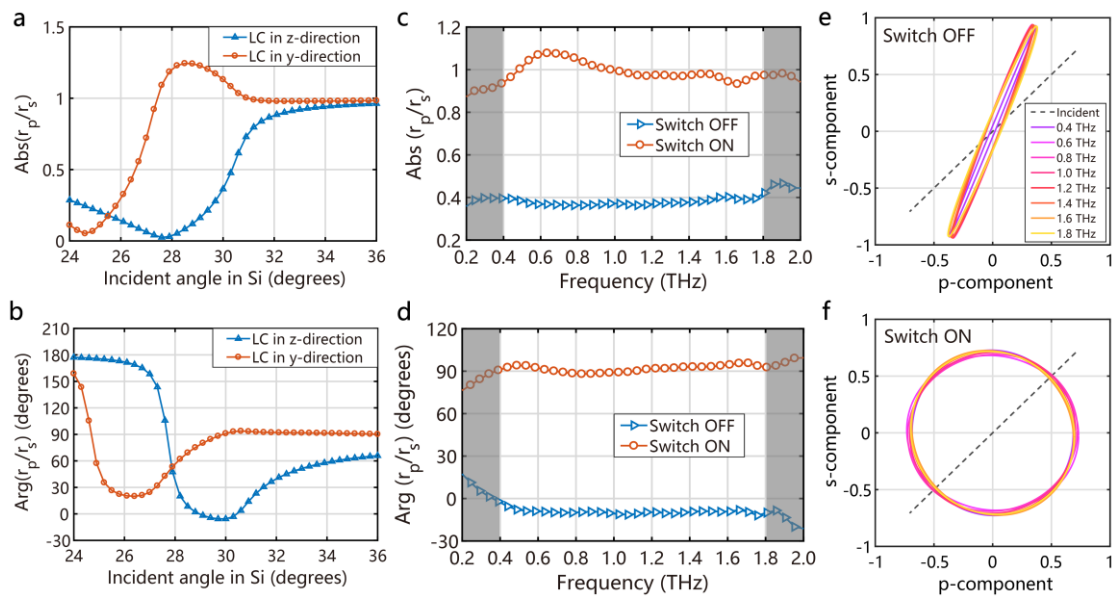 a
1.5
1
0.5
0
Abs(rp/rs)
LC in z-direction
LC in y-direction
24 26 28 30 32 34 36
Incident angle in Si (degrees)
b
210
180
150
120
90
60
30
0
-30
Arg(rp/rs) (degrees)
LC in z-direction
LC in y-direction
24 26 28 30 32 34 36
Incident angle in Si (degrees)
c
1.2
1
0.8
0.6
0.4
0.2
Abs (rp/rs)
Switch OFF
Switch ON
0.2 0.4 0.6 0.8 1.0 1.2 1.4 1.6 1.8 2.0
Frequency (THz)
d
120
90
60
30
0
-30
Arg (rp/rs) (degrees)
Switch OFF
Switch ON
0.2 0.4 0.6 0.8 1.0 1.2 1.4 1.6 1.8 2.0
Frequency (THz)
e
Switch OFF
1
0.5
0
-0.5
-1
s-component
Incident
0.4 THz
0.6 THz
0.8 THz
1.0 THz
1.2 THz
1.4 THz
1.6 THz
1.8 THz
-1 -0.5 0 0.5 1
p-component
f
Switch ON
1
0.5
0
-0.5
-1
s-component
-1 -0.5 0 0.5 1
p-component